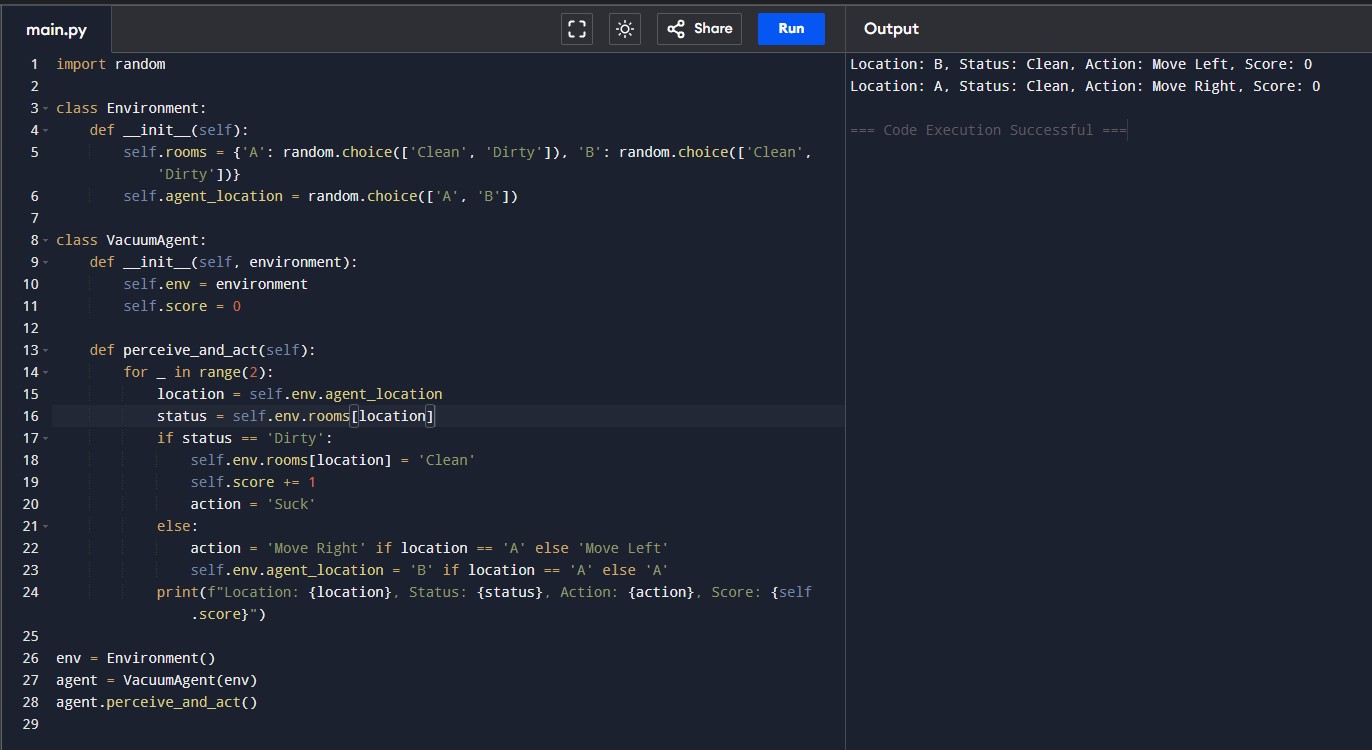 main.py
Share
Run
Output
1 import random
2
3 class Environment:
4     def __init__(self):
5         self.rooms = {'A': random.choice(['Clean', 'Dirty']), 'B': random.choice(['Clean',
            'Dirty'])}
6         self.agent_location = random.choice(['A', 'B'])
7
8 class VacuumAgent:
9     def __init__(self, environment):
10         self.env = environment
11         self.score = 0
12
13     def perceive_and_act(self):
14         for _ in range(2):
15             location = self.env.agent_location
16             status = self.env.rooms[location]
17             if status == 'Dirty':
18                 self.env.rooms[location] = 'Clean'
19                 self.score += 1
20                 action = 'Suck'
21             else:
22                 action = 'Move Right' if location == 'A' else 'Move Left'
23                 self.env.agent_location = 'B' if location == 'A' else 'A'
24             print(f"Location: {location}, Status: {status}, Action: {action}, Score: {self
                .score}")
25
26 env = Environment()
27 agent = VacuumAgent(env)
28 agent.perceive_and_act()
29
Location: B, Status: Clean, Action: Move Left, Score: 0
Location: A, Status: Clean, Action: Move Right, Score: 0
=== Code Execution Successful ===